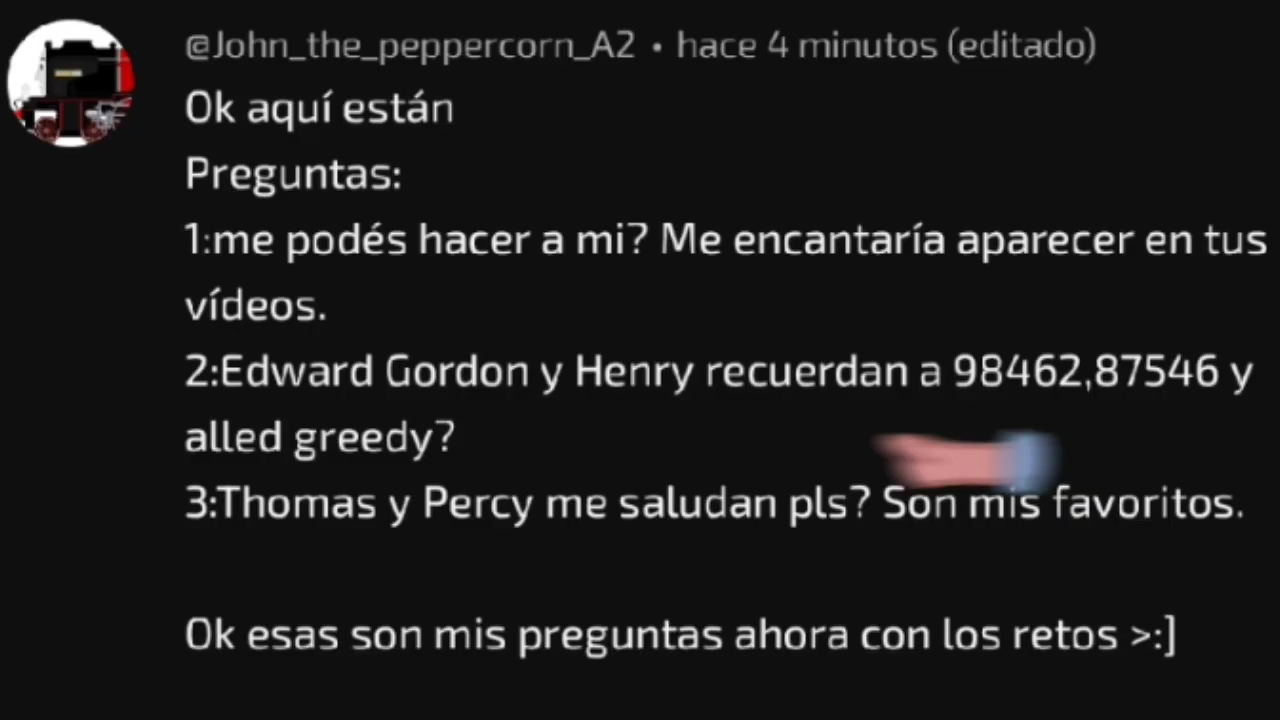 @John_the_peppercorn_A2 • hace 4 minutos (editado)
Ok aquí están
Preguntas:
1:me podés hacer a mi? Me encantaría aparecer en tus
vídeos.
2:Edward Gordon y Henry recuerdan a 98462,87546 y
alled greedy?
3:Thomas y Percy me saludan pls? Son mis favoritos.
Ok esas son mis preguntas ahora con los retos >:]